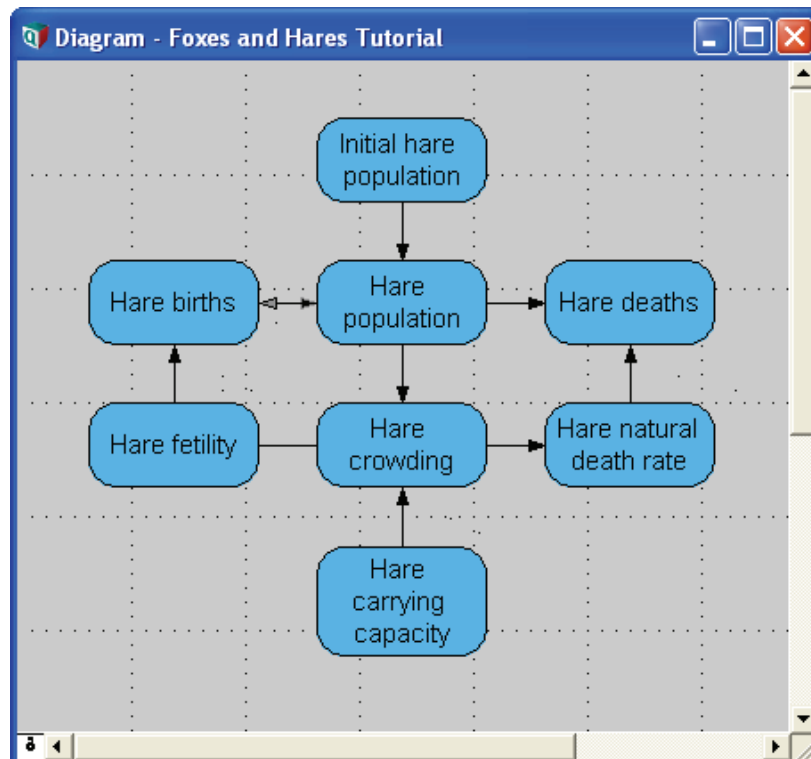 Diagram - Foxes and Hares Tutorial
Initial hare
population
Hare births
Hare
population
Hare deaths
Hare fetility
Hare
crowding
Hare natural
death rate
Hare
carrying
capacity